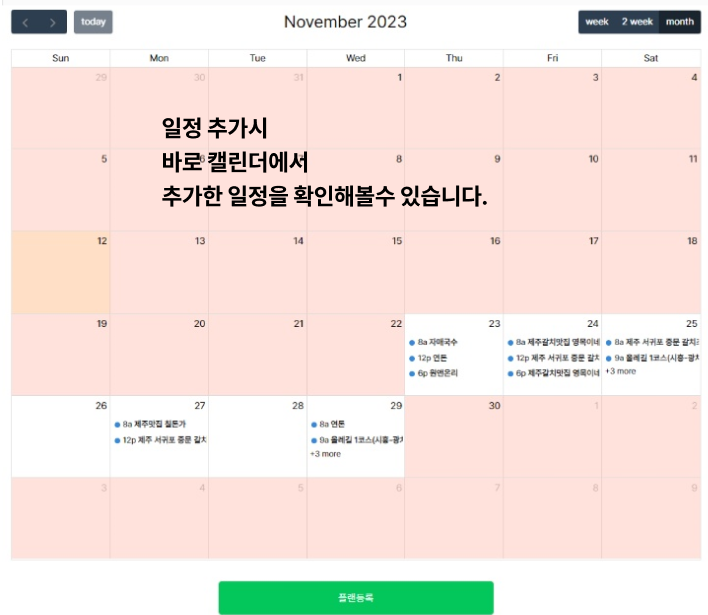 today
November 2023
week 2 week month
Sun Mon Tue Wed Thu Fri Sat
29 30 31 1 2 3 4
일정 추가시
5 8 9 10 11
바로 캘린더에서
추가한 일정을 확인해볼수 있습니다.
12 13 14 15 16 17 18
19 20 21 22 23 24 25
8a 자매국수 8a 제주갈치맛집 명목이네 8a 제주 서귀포 중문 갈치
12p 연돈 12p 제주 서귀포 중문 갈치 9a 올레길 1코스(시흥-광치
6p 원앤온리 6p 제주갈치맛집 명목이네 +3 more
26 27 28 29 30 1 2
8a 제주맛집 칠돈가 8a 연돈
12p 제주 서귀포 중문 갈치 9a 올레길 1코스(시흥-광치
+3 more
3 4 5 6 7 8 9
플랜등록